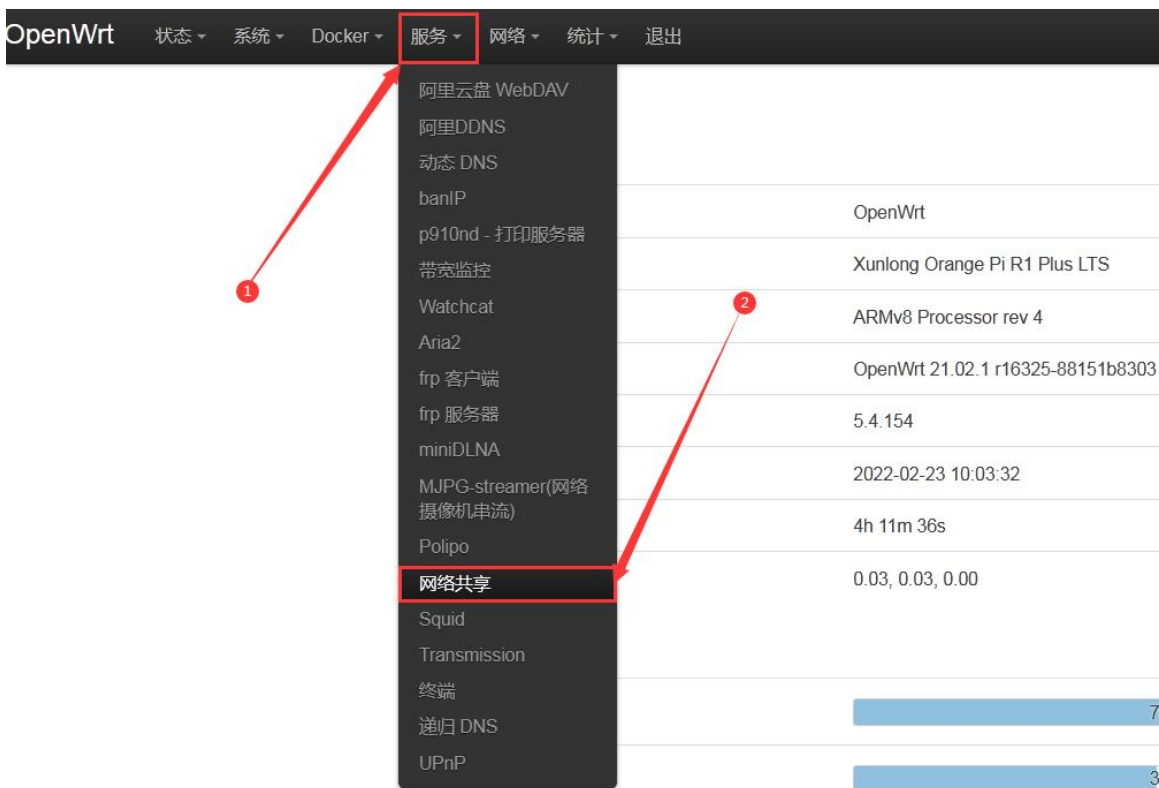 OpenWrt 状态 系统 Docker 服务 网络 统计 退出
阿里云盘 WebDAV
阿里DDNS
动态 DNS
banIP
p910nd - 打印服务器
带宽监控
Watchcat
Aria2
frp 客户端
frp 服务器
miniDLNA
MJPG-streamer(网络
摄像机串流)
Polipo
网络共享
Squid
Transmission
终端
递归 DNS
UPnP
1
2
OpenWrt
Xunlong Orange Pi R1 Plus LTS
ARMv8 Processor rev 4
OpenWrt 21.02.1 r16325-88151b8303
5.4.154
2022-02-23 10:03:32
4h 11m 36s
0.03, 0.03, 0.00
7
3